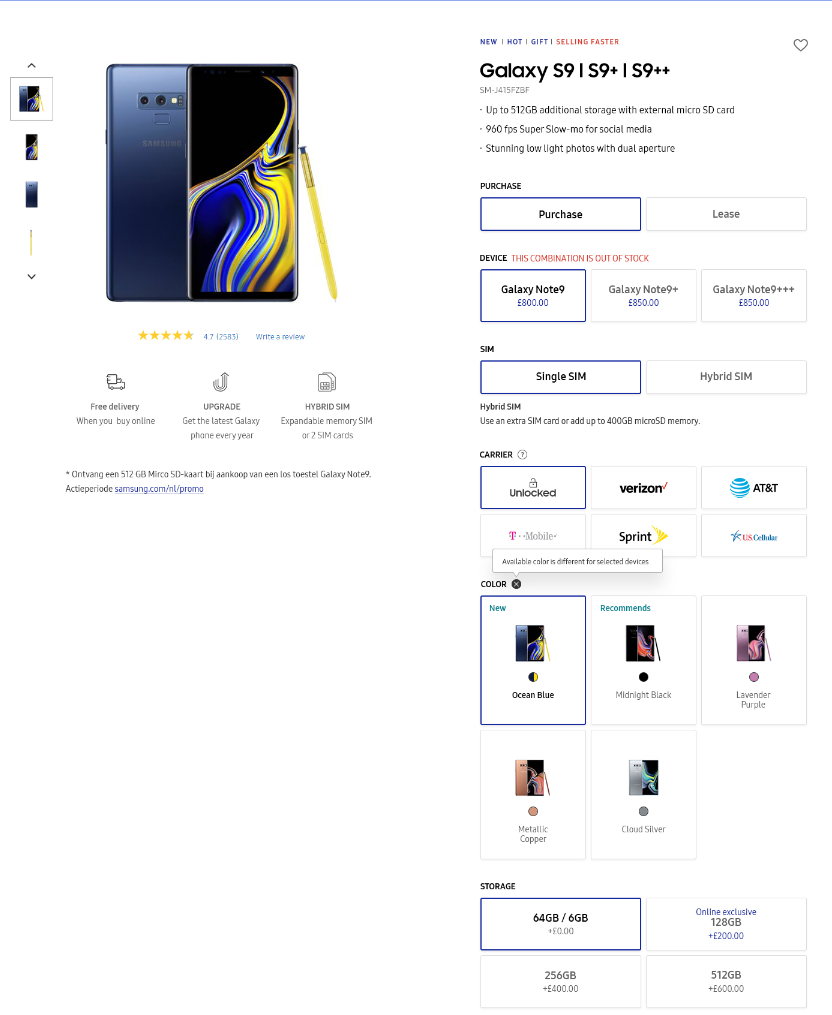 NEW | HOT | GIFT | SELLING FASTER
Galaxy S9 | S9+ | S9++
SM-J415FZBF
· Up to 512GB additional storage with external micro SD card
· 960 fps Super Slow-mo for social media
· Stunning low light photos with dual aperture
SAMSUNG
4.7 (2583) Write a review
Free delivery
When you buy online
UPGRADE
Get the latest Galaxy
phone every year
HYBRID SIM
Expandable memory SIM
or 2 SIM cards
* Ontvang een 512 GB Mirco SD-kaart bij aankoop van een los toestel Galaxy Note9.
Actieperiode samsung.com/nl/promo
PURCHASE
Purchase
Lease
DEVICE THIS COMBINATION IS OUT OF STOCK
Galaxy Note9
£800.00
Galaxy Note9+
£850.00
Galaxy Note9+++
£850.00
SIM
Single SIM
Hybrid SIM
Hybrid SIM
Use an extra SIM card or add up to 400GB microSD memory.
CARRIER ?
Unlocked
verizon
AT&T
T··Mobile
Sprint
U.S. Cellular
Available color is different for selected devices
COLOR
New
Ocean Blue
Recommends
Midnight Black
Lavender
Purple
Metallic
Copper
Cloud Silver
STORAGE
64GB / 6GB
+£0.00
Online exclusive
128GB
+£200.00
256GB
+£400.00
512GB
+£600.00